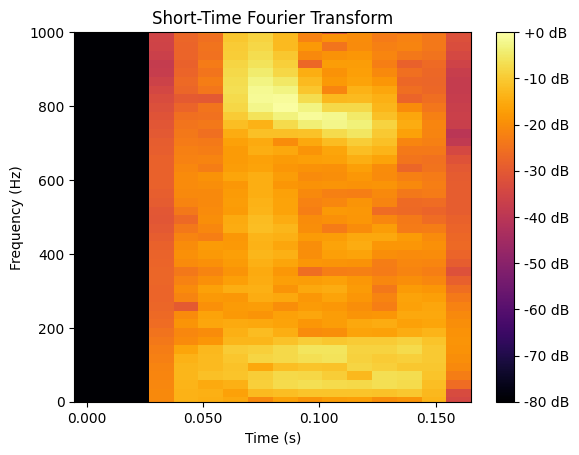 Short-Time Fourier Transform
1000
800
600
400
200
0
Frequency (Hz)
0.000
0.050
0.100
0.150
Time (s)
+0 dB
-10 dB
-20 dB
-30 dB
-40 dB
-50 dB
-60 dB
-70 dB
-80 dB